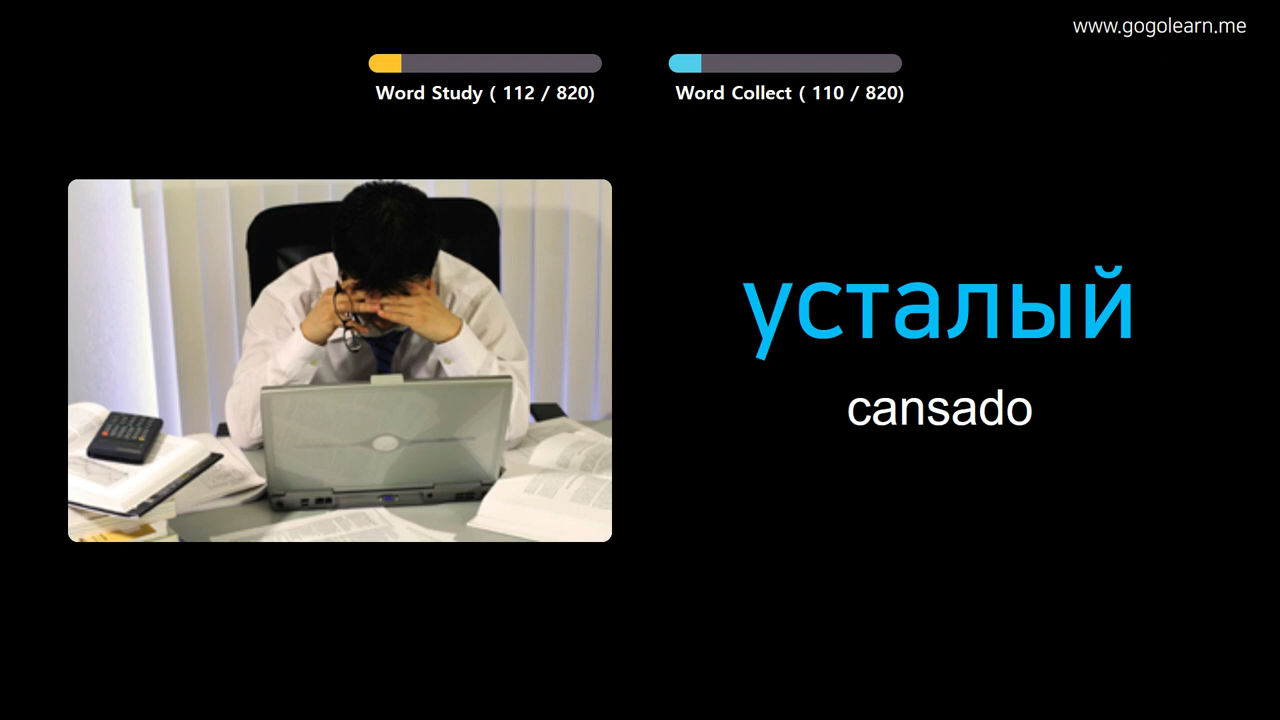 www.gogolearn.me
Word Study ( 112 / 820)
Word Collect ( 110 / 820)
усталый
cansado